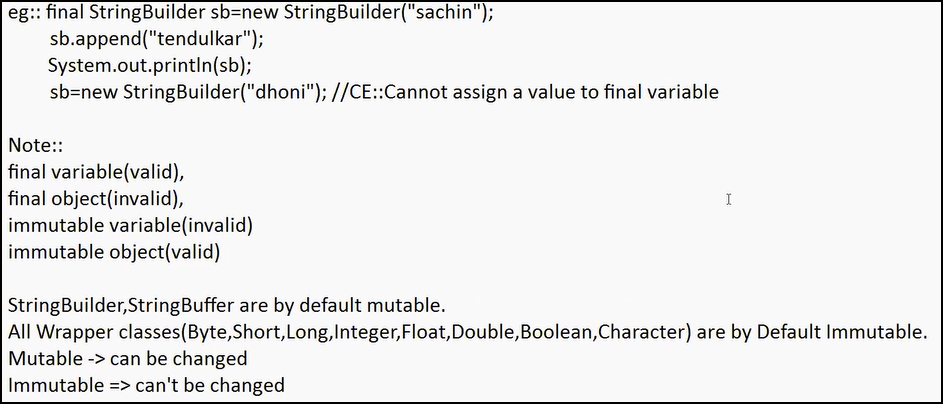 eg:: final StringBuilder sb=new StringBuilder("sachin");
sb.append("tendulkar");
System.out.println(sb);
sb=new StringBuilder("dhoni"); //CE::Cannot assign a value to final variable
Note::
final variable(valid),
final object(invalid),
immutable variable(invalid)
immutable object(valid)
StringBuilder,StringBuffer are by default mutable.
All Wrapper classes(Byte,Short,Long,Integer,Float,Double,Boolean,Character) are by Default Immutable.
Mutable -> can be changed
Immutable => can't be changed